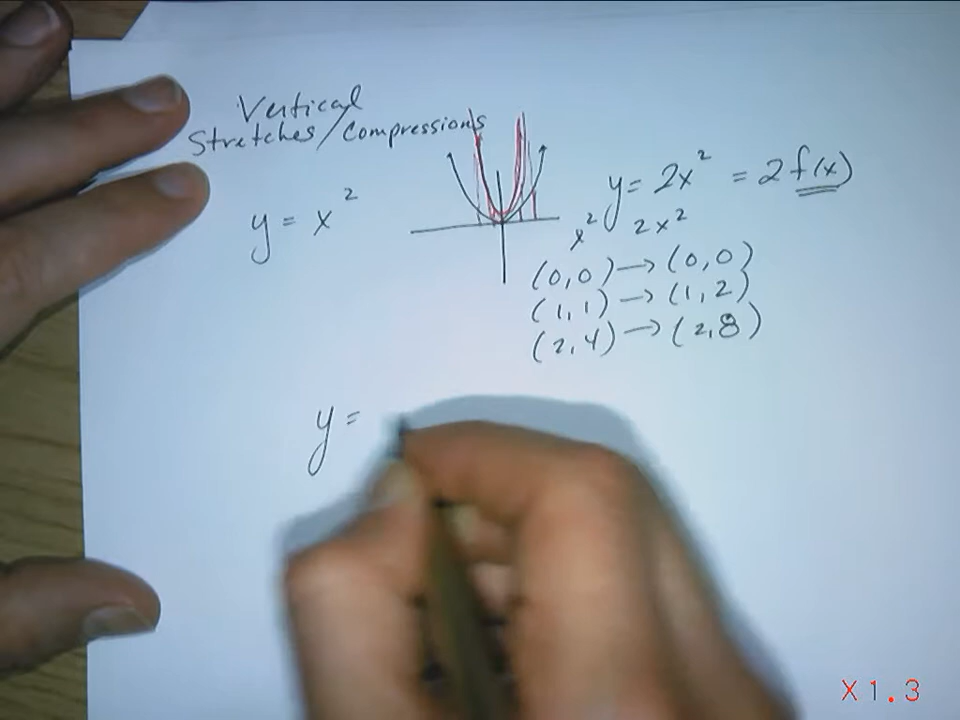 Vertical
Stretches/Compressions
y = x²
y = 2x² = 2 f(x)
x² 2x²
(0,0) → (0,0)
(1,1) → (1,2)
(2,4) → (2,8)
y =
X1.3